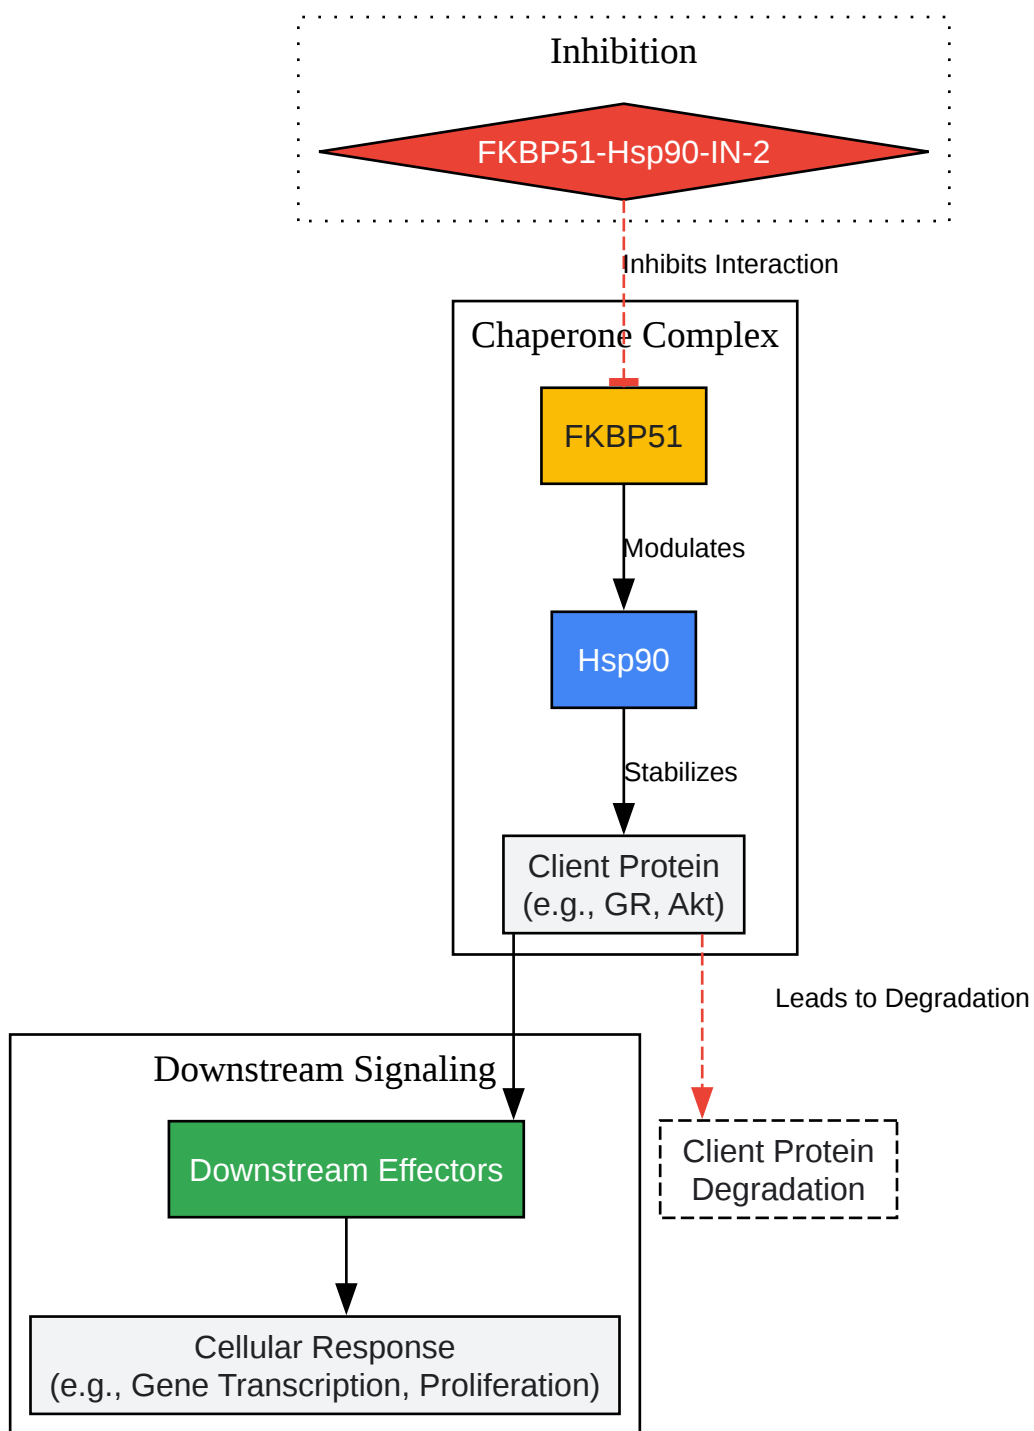 Inhibition
FKBP51-Hsp90-IN-2
Inhibits Interaction
Chaperone Complex
FKBP51
Modulates
Hsp90
Stabilizes
Client Protein
(e.g., GR, Akt)
Leads to Degradation
Downstream Signaling
Downstream Effectors
Client Protein
Degradation
Cellular Response
(e.g., Gene Transcription, Proliferation)